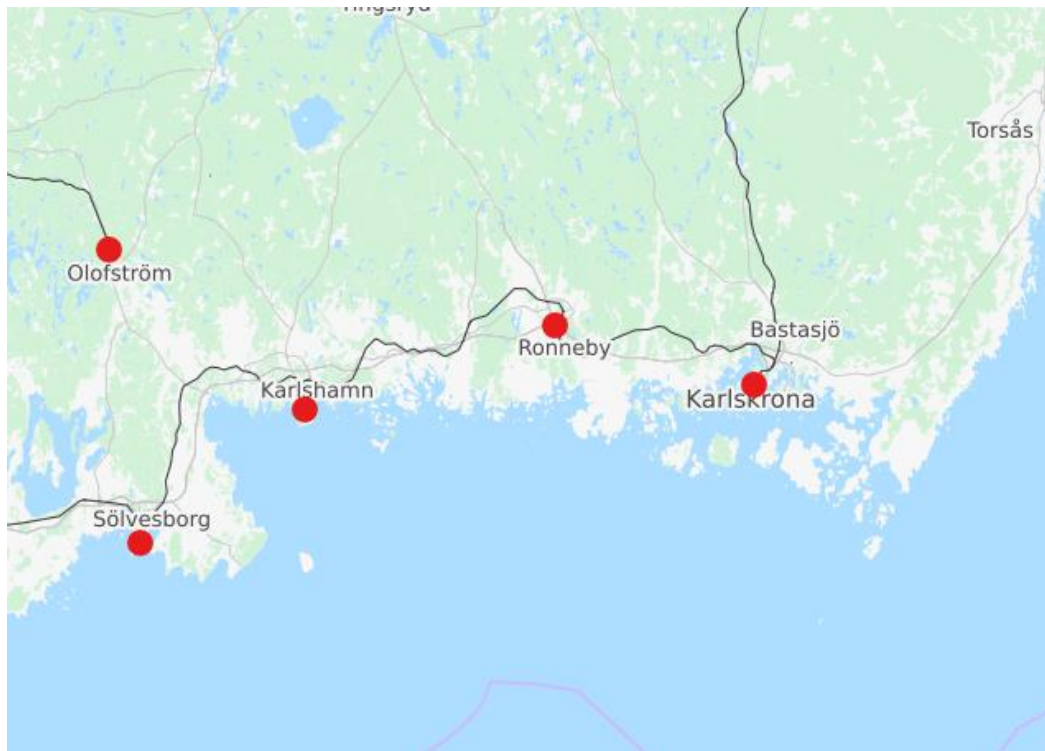 Torsås
Olofström
Bastasjö
Ronneby
Karlshamn
Karlskrona
Sölvesborg